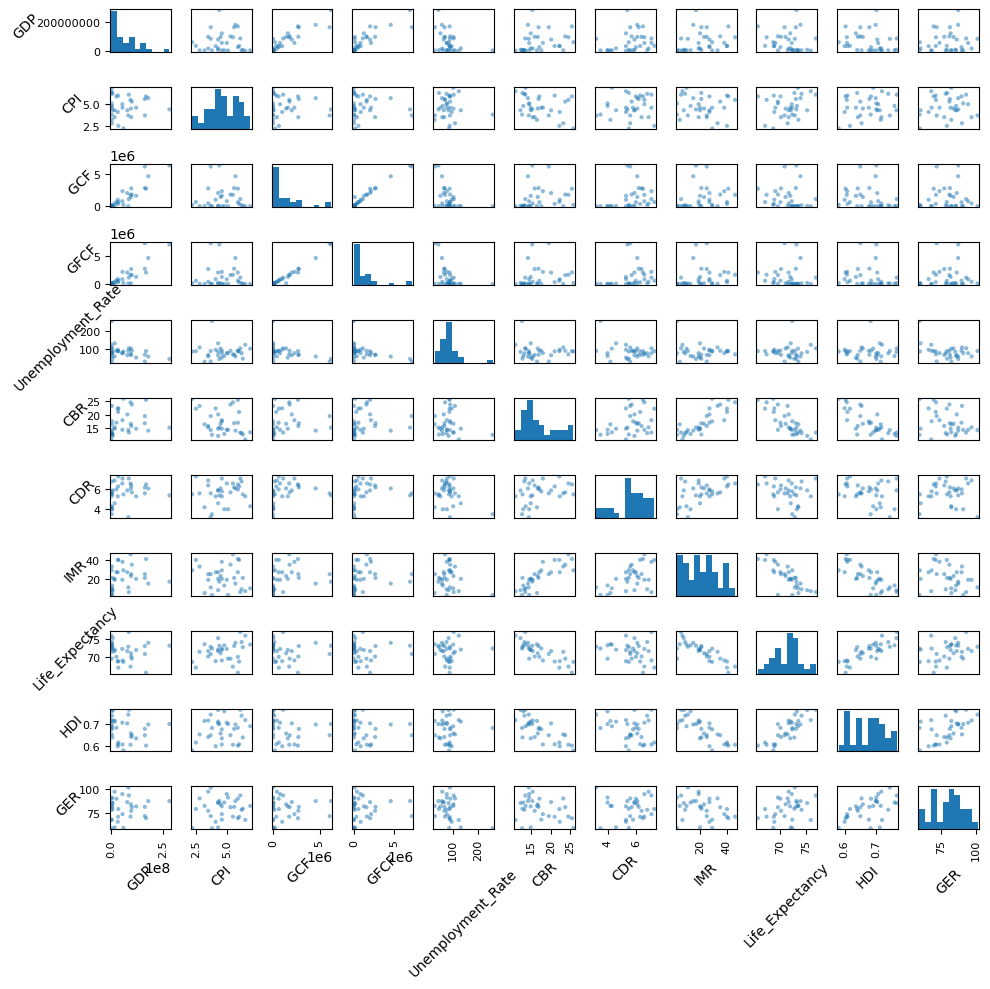 GDP
200000000
0
CPI
5.0
2.5
1e6
GCF
5
0
1e6
GFCF
5
0
Unemployment_Rate
200
100
CBR
25
20
15
CDR
6
4
IMR
40
20
Life_Expectancy
75
70
HDI
0.7
0.6
GER
100
75
0.0 2.5 2.5 5.0 0 5 0 5 100 200 15 20 25 4 6 20 40 70 75 0.6 0.7 75 100
1e8 1e6 1e6
GDP CPI GCF GFCF Unemployment_Rate CBR CDR IMR Life_Expectancy HDI GER